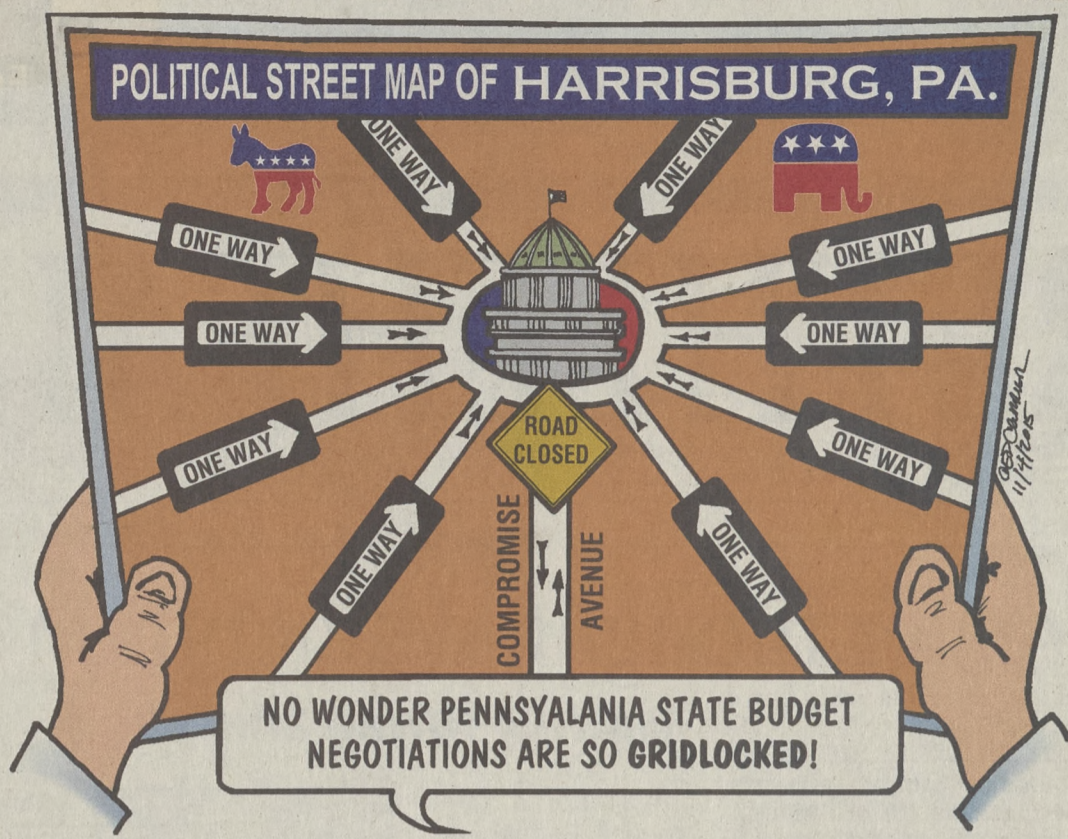 POLITICAL STREET MAP OF HARRISBURG, PA.
ONE WAY
ONE WAY
ONE WAY
ONE WAY
ONE WAY
ONE WAY
ONE WAY
ONE WAY
ONE WAY
ONE WAY
ROAD
CLOSED
COMPROMISE
AVENUE
11/4/2015
NO WONDER PENNSYALANIA STATE BUDGET
NEGOTIATIONS ARE SO GRIDLOCKED!